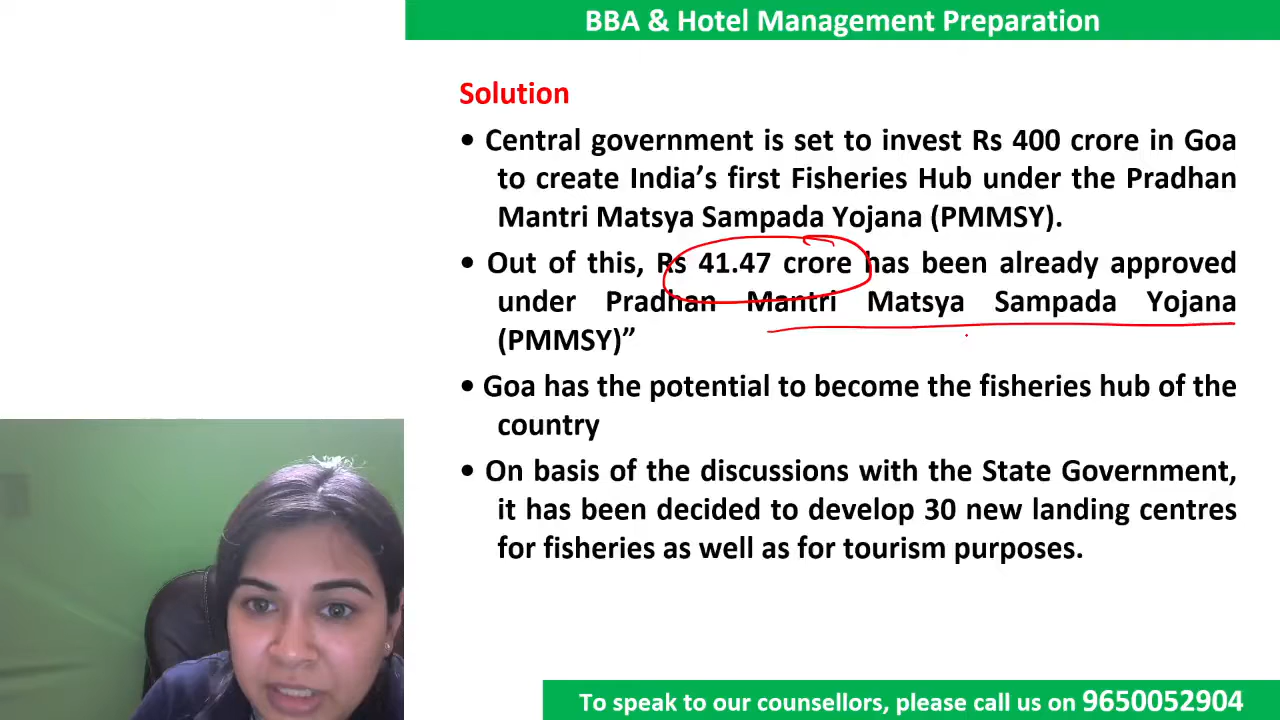 BBA & Hotel Management Preparation
Solution
• Central government is set to invest Rs 400 crore in Goa
to create India’s first Fisheries Hub under the Pradhan
Mantri Matsya Sampada Yojana (PMMSY).
• Out of this, Rs 41.47 crore has been already approved
under Pradhan Mantri Matsya Sampada Yojana
(PMMSY)”
• Goa has the potential to become the fisheries hub of the
country
• On basis of the discussions with the State Government,
it has been decided to develop 30 new landing centres
for fisheries as well as for tourism purposes.
To speak to our counsellors, please call us on 9650052904